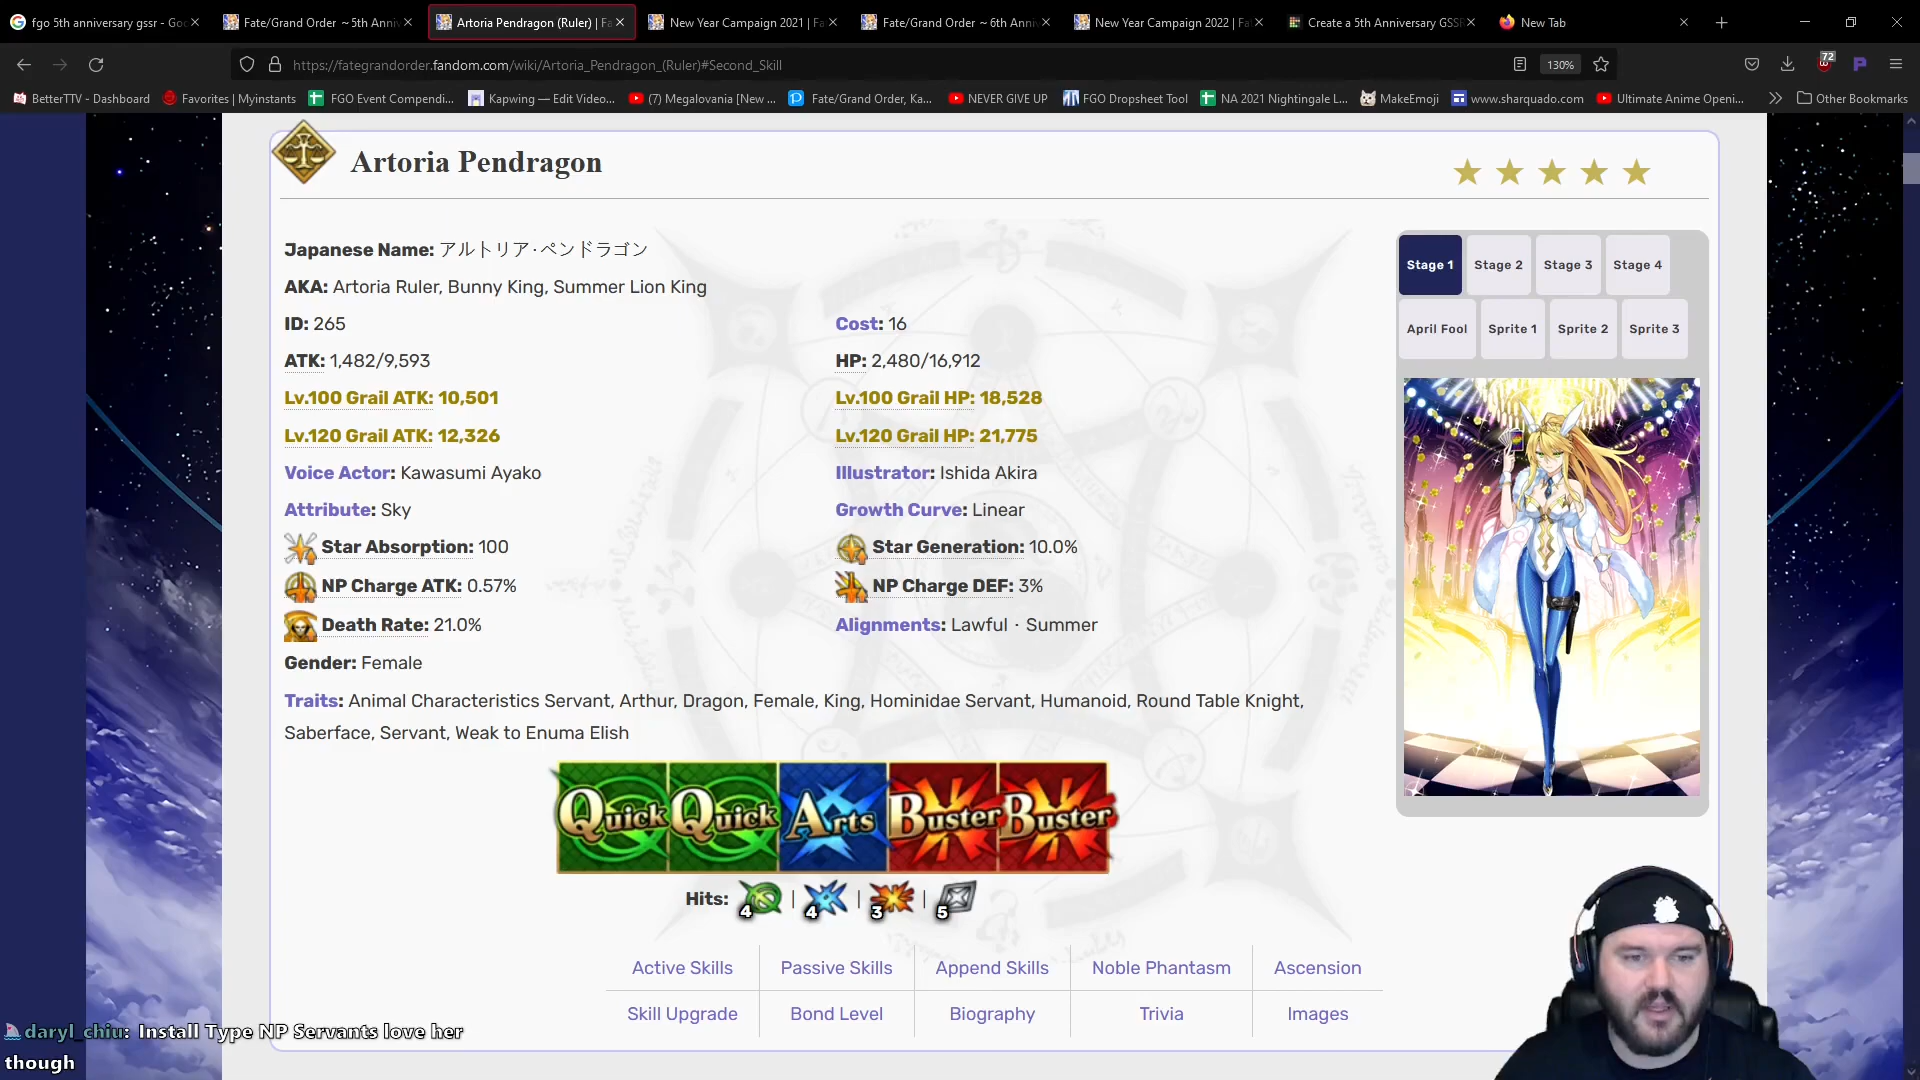 fgo 5th anniversary gssr - Goo
Fate/Grand Order ～5th Anniv
Artoria Pendragon (Ruler) | Fa
New Year Campaign 2021 | Fa
Fate/Grand Order ～6th Anniv
New Year Campaign 2022 | Fat
Create a 5th Anniversary GSSR
New Tab
https://fategrandorder.fandom.com/wiki/Artoria_Pendragon_(Ruler)#Second_Skill
130%
72
BetterTTV - Dashboard
Favorites | Myinstants
FGO Event Compendi...
Kapwing — Edit Video...
(7) Megalovania [New ...
Fate/Grand Order, Ka...
NEVER GIVE UP
FGO Dropsheet Tool
NA 2021 Nightingale L...
MakeEmoji
www.sharquado.com
Ultimate Anime Openi...
Other Bookmarks
Artoria Pendragon
Japanese Name: アルトリア·ペンドラゴン
AKA: Artoria Ruler, Bunny King, Summer Lion King
ID: 265
Cost: 16
ATK: 1,482/9,593
HP: 2,480/16,912
Lv.100 Grail ATK: 10,501
Lv.100 Grail HP: 18,528
Lv.120 Grail ATK: 12,326
Lv.120 Grail HP: 21,775
Voice Actor: Kawasumi Ayako
Illustrator: Ishida Akira
Attribute: Sky
Growth Curve: Linear
Star Absorption: 100
Star Generation: 10.0%
NP Charge ATK: 0.57%
NP Charge DEF: 3%
Death Rate: 21.0%
Alignments: Lawful · Summer
Gender: Female
Traits: Animal Characteristics Servant, Arthur, Dragon, Female, King, Hominidae Servant, Humanoid, Round Table Knight,
Saberface, Servant, Weak to Enuma Elish
Stage 1
Stage 2
Stage 3
Stage 4
April Fool
Sprite 1
Sprite 2
Sprite 3
Quick Quick Arts Buster Buster
Hits: 4 | 4 | 3 | 5
Active Skills
Passive Skills
Append Skills
Noble Phantasm
Ascension
Skill Upgrade
Bond Level
Biography
Trivia
Images
daryl_chiu: Install Type NP Servants love her
though